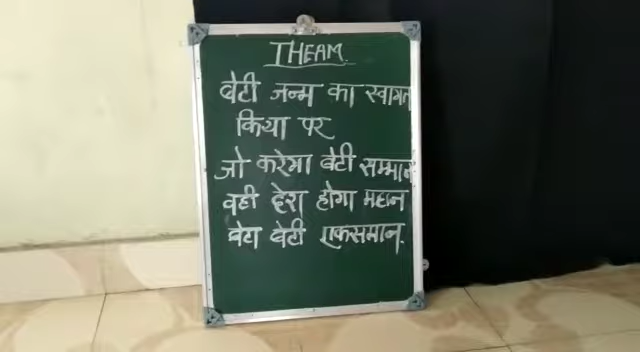 THEAM.
बेटी जन्म का स्वागत
किया पर
जो करेगा बेटी सम्मान
वही देश होगा महान
बेटा बेटी एकसमान.